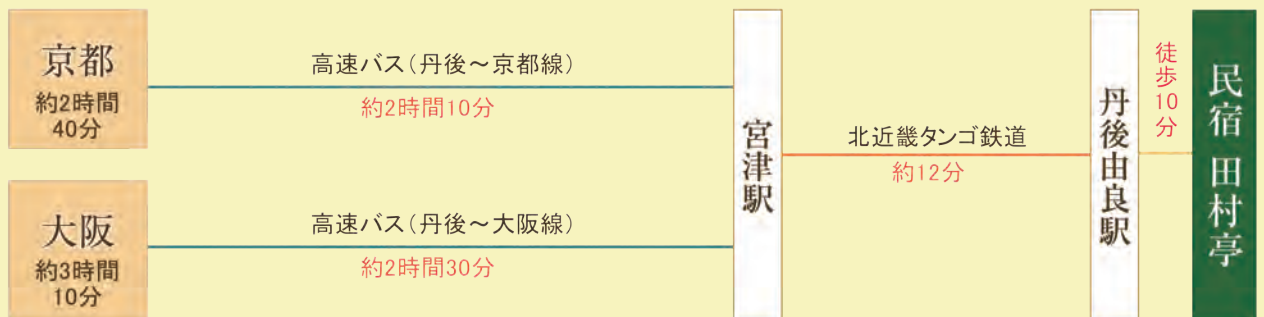 京都
約2時間
40分
高速バス（丹後～京都線）
約2時間10分
大阪
約3時間
10分
高速バス（丹後～大阪線）
約2時間30分
宮津駅
北近畿タンゴ鉄道
約12分
丹後由良駅
徒歩10分
民宿 田村亭